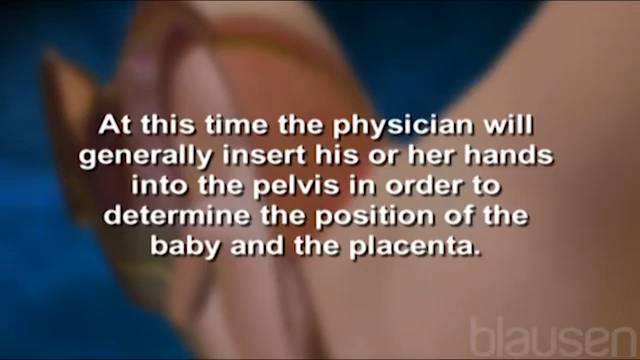 At this time the physician will
generally insert his or her hands
into the pelvis in order to
determine the position of the
baby and the placenta.
blausen